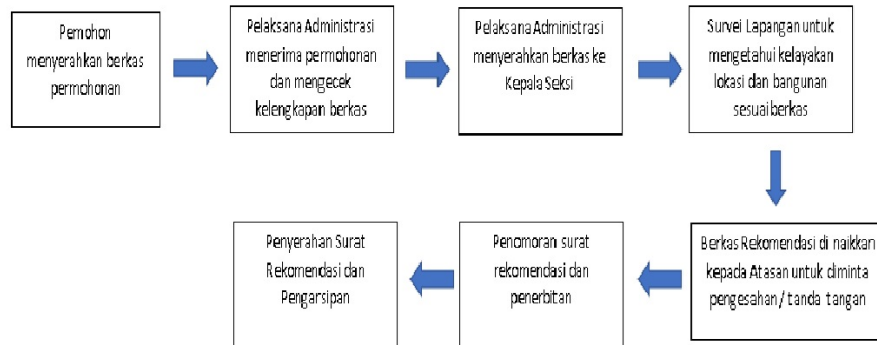 Pemohon
menyerahkan berkas
permohonan
Pelaksana Administrasi
menerima permohonan
dan mengecek
kelengkapan berkas
Pelaksana Administrasi
menyerahkan berkas ke
Kepala Seksi
Survei Lapangan untuk
mengetahui kelayakan
lokasi dan bangunan
sesuai berkas
Berkas Rekomendasi di naikkan
kepada Atasan untuk diminta
pengesahan / tanda tangan
Penomoran surat
rekomendasi dan
penerbitan
Penyerahan Surat
Rekomendasi dan
Pengarsipan